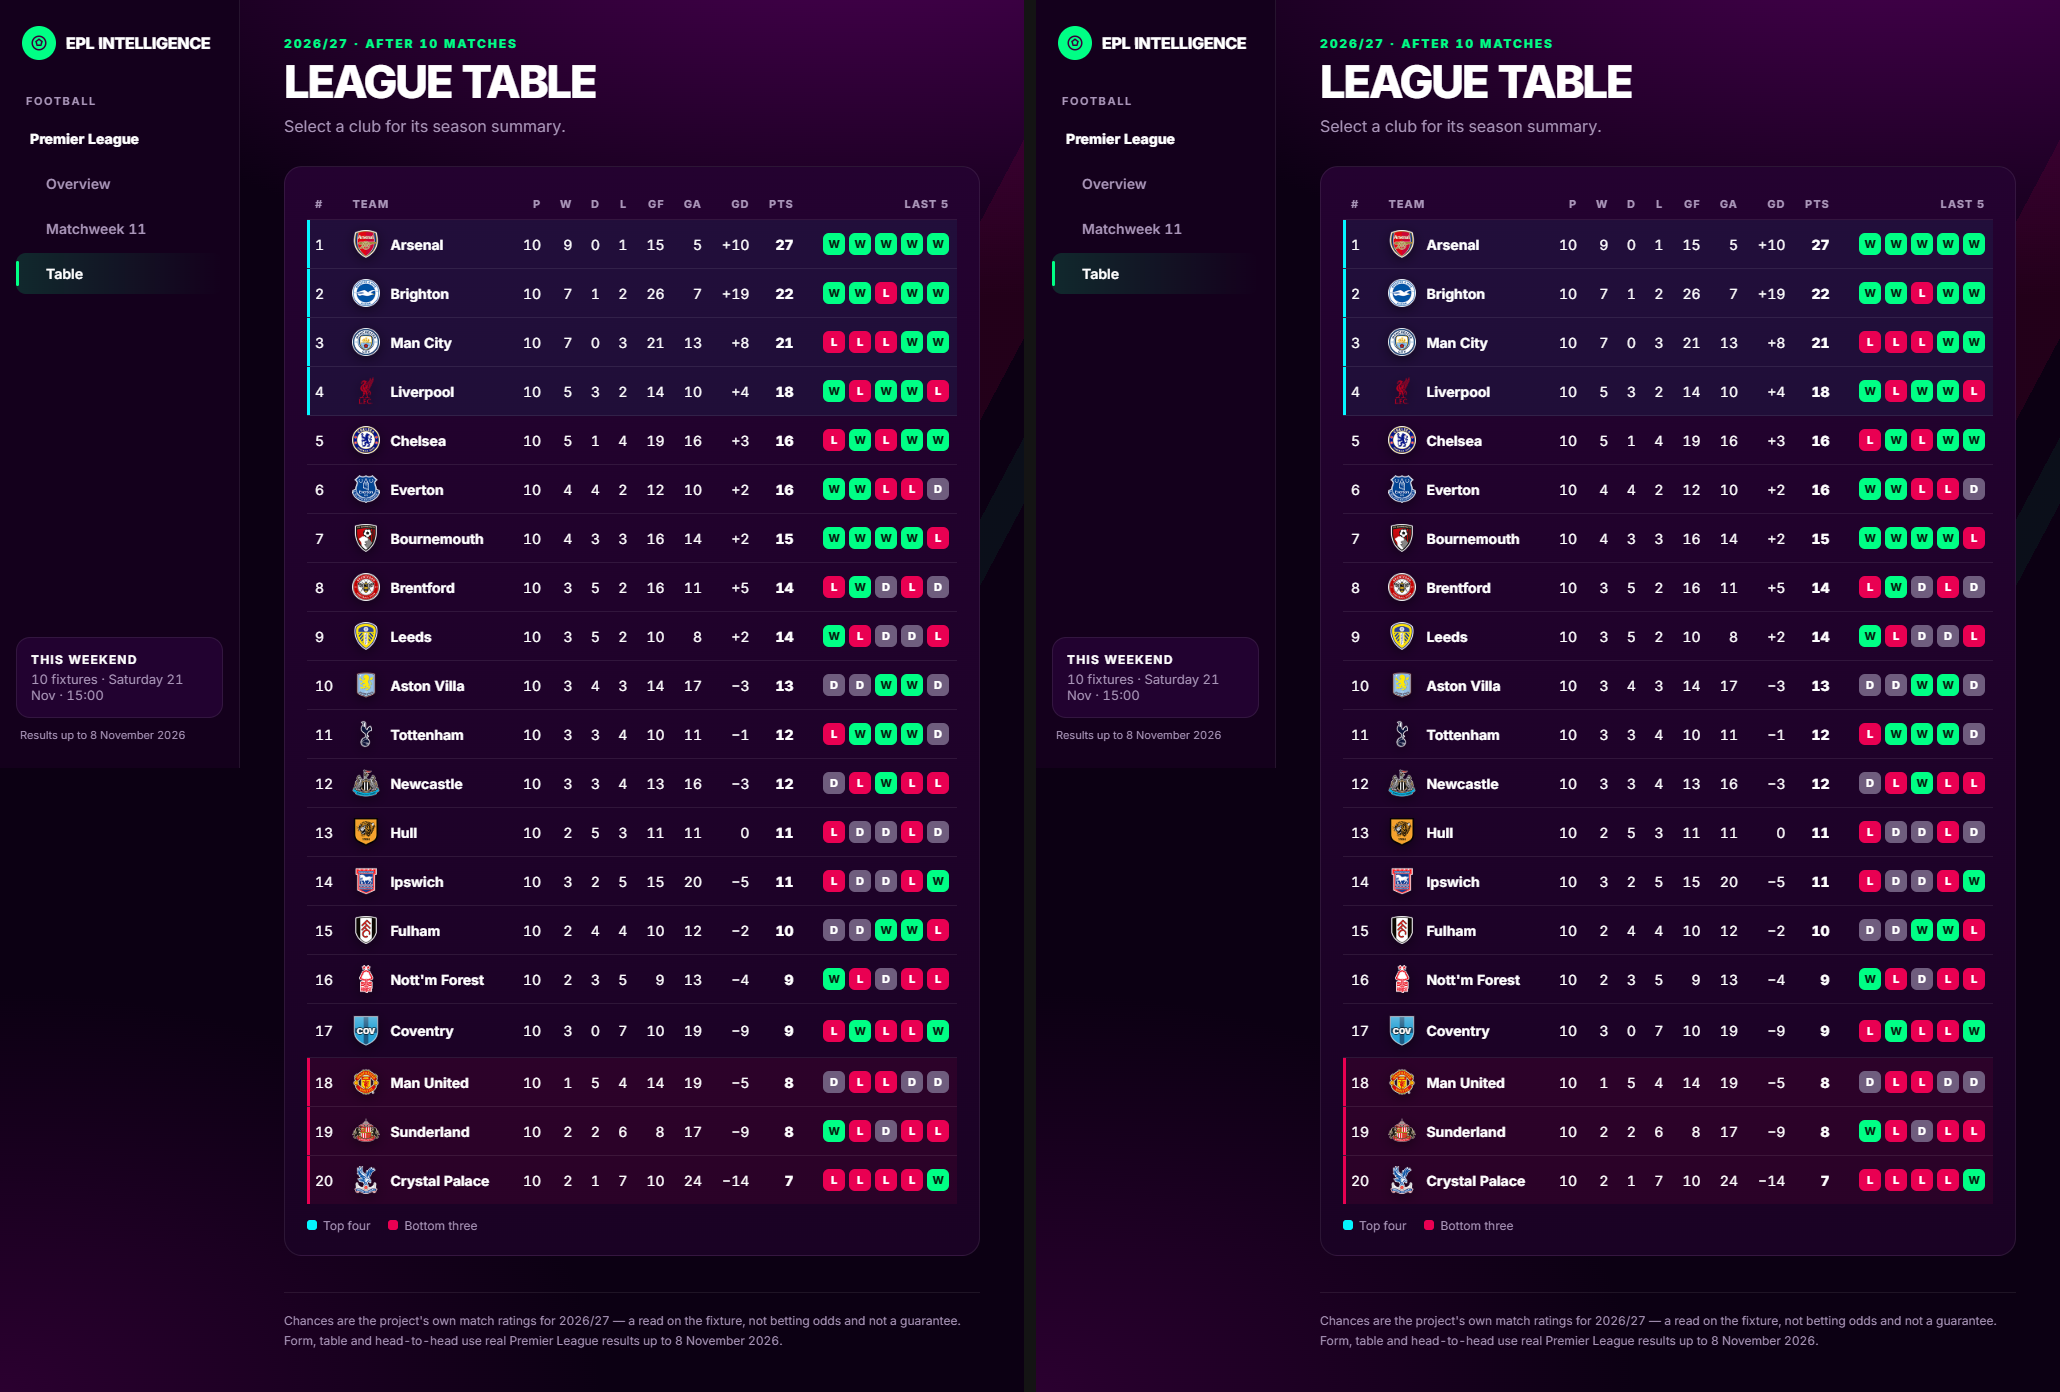 EPL INTELLIGENCE
FOOTBALL
Premier League
Overview
Matchweek 11
Table
THIS WEEKEND
10 fixtures · Saturday 21
Nov · 15:00
Results up to 8 November 2026
2026/27 · AFTER 10 MATCHES
LEAGUE TABLE
Select a club for its season summary.
# TEAM P W D L GF GA GD PTS LAST 5
1 Arsenal 10 9 0 1 15 5 +10 27 W W W W W
2 Brighton 10 7 1 2 26 7 +19 22 W W L W W
3 Man City 10 7 0 3 21 13 +8 21 L L L W W
4 Liverpool 10 5 3 2 14 10 +4 18 W L W W L
5 Chelsea 10 5 1 4 19 16 +3 16 L W L W W
6 Everton 10 4 4 2 12 10 +2 16 W W L L D
7 Bournemouth 10 4 3 3 16 14 +2 15 W W W W L
8 Brentford 10 3 5 2 16 11 +5 14 L W D L D
9 Leeds 10 3 5 2 10 8 +2 14 W L D D L
10 Aston Villa 10 3 4 3 14 17 −3 13 D D W W D
11 Tottenham 10 3 3 4 10 11 −1 12 L W W W D
12 Newcastle 10 3 3 4 13 16 −3 12 D L W L L
13 Hull 10 2 5 3 11 11 0 11 L D D L D
14 Ipswich 10 3 2 5 15 20 −5 11 L D D L W
15 Fulham 10 2 4 4 10 12 −2 10 D D W W L
16 Nott'm Forest 10 2 3 5 9 13 −4 9 W L D L L
17 COV Coventry 10 3 0 7 10 19 −9 9 L W L L W
18 Man United 10 1 5 4 14 19 −5 8 D L L D D
19 Sunderland 10 2 2 6 8 17 −9 8 W L D L L
20 Crystal Palace 10 2 1 7 10 24 −14 7 L L L L W
Top four Bottom three
Chances are the project's own match ratings for 2026/27 — a read on the fixture, not betting odds and not a guarantee.
Form, table and head-to-head use real Premier League results up to 8 November 2026.
EPL INTELLIGENCE
FOOTBALL
Premier League
Overview
Matchweek 11
Table
THIS WEEKEND
10 fixtures · Saturday 21
Nov · 15:00
Results up to 8 November 2026
2026/27 · AFTER 10 MATCHES
LEAGUE TABLE
Select a club for its season summary.
# TEAM P W D L GF GA GD PTS LAST 5
1 Arsenal 10 9 0 1 15 5 +10 27 W W W W W
2 Brighton 10 7 1 2 26 7 +19 22 W W L W W
3 Man City 10 7 0 3 21 13 +8 21 L L L W W
4 Liverpool 10 5 3 2 14 10 +4 18 W L W W L
5 Chelsea 10 5 1 4 19 16 +3 16 L W L W W
6 Everton 10 4 4 2 12 10 +2 16 W W L L D
7 Bournemouth 10 4 3 3 16 14 +2 15 W W W W L
8 Brentford 10 3 5 2 16 11 +5 14 L W D L D
9 Leeds 10 3 5 2 10 8 +2 14 W L D D L
10 Aston Villa 10 3 4 3 14 17 −3 13 D D W W D
11 Tottenham 10 3 3 4 10 11 −1 12 L W W W D
12 Newcastle 10 3 3 4 13 16 −3 12 D L W L L
13 Hull 10 2 5 3 11 11 0 11 L D D L D
14 Ipswich 10 3 2 5 15 20 −5 11 L D D L W
15 Fulham 10 2 4 4 10 12 −2 10 D D W W L
16 Nott'm Forest 10 2 3 5 9 13 −4 9 W L D L L
17 COV Coventry 10 3 0 7 10 19 −9 9 L W L L W
18 Man United 10 1 5 4 14 19 −5 8 D L L D D
19 Sunderland 10 2 2 6 8 17 −9 8 W L D L L
20 Crystal Palace 10 2 1 7 10 24 −14 7 L L L L W
Top four Bottom three
Chances are the project's own match ratings for 2026/27 — a read on the fixture, not betting odds and not a guarantee.
Form, table and head-to-head use real Premier League results up to 8 November 2026.